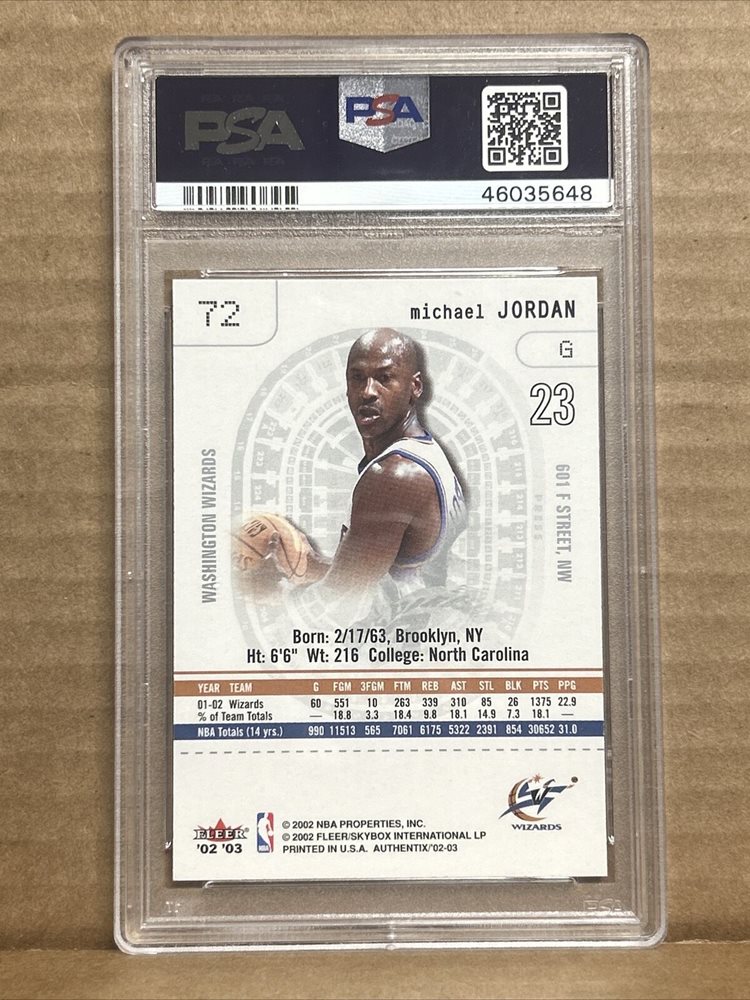 PSA
PSA
46035648
72
michael JORDAN
G
23
WASHINGTON WIZARDS
601 F STREET, NW
PRESS
Born: 2/17/63, Brooklyn, NY
Ht: 6'6" Wt: 216 College: North Carolina
YEAR TEAM G FGM 3FGM FTM REB AST STL BLK PTS PPG
01-02 Wizards 60 551 10 263 339 310 85 26 1375 22.9
% of Team Totals — 18.8 3.3 18.4 9.8 18.1 14.9 7.3 18.1 —
NBA Totals (14 yrs.) 990 11513 565 7061 6175 5322 2391 854 30652 31.0
WIZARDS
FLEER
'02 '03
© 2002 NBA PROPERTIES, INC.
© 2002 FLEER/SKYBOX INTERNATIONAL LP
PRINTED IN U.S.A. AUTHENTIX/'02-03
PSA